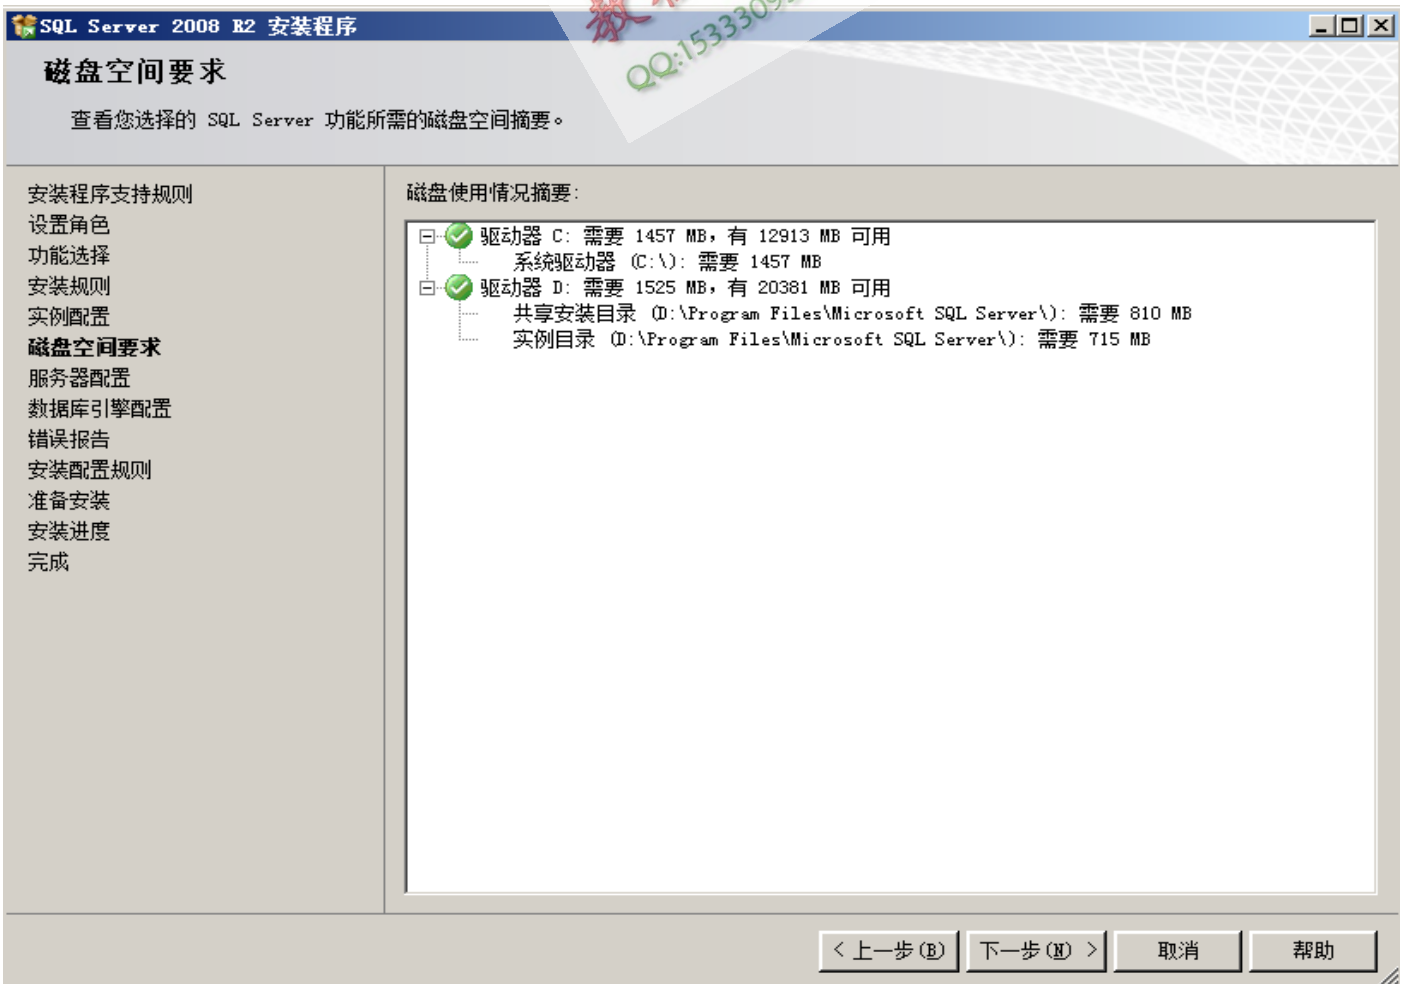 SQL Server 2008 R2 安装程序
磁盘空间要求
查看您选择的 SQL Server 功能所需的磁盘空间摘要。
安装程序支持规则
设置角色
功能选择
安装规则
实例配置
磁盘空间要求
服务器配置
数据库引擎配置
错误报告
安装配置规则
准备安装
安装进度
完成
磁盘使用情况摘要:
驱动器 C: 需要 1457 MB，有 12913 MB 可用
系统驱动器 (C:\): 需要 1457 MB
驱动器 D: 需要 1525 MB，有 20381 MB 可用
共享安装目录 (D:\Program Files\Microsoft SQL Server\): 需要 810 MB
实例目录 (D:\Program Files\Microsoft SQL Server\): 需要 715 MB
< 上一步(B)
下一步(N) >
取消
帮助